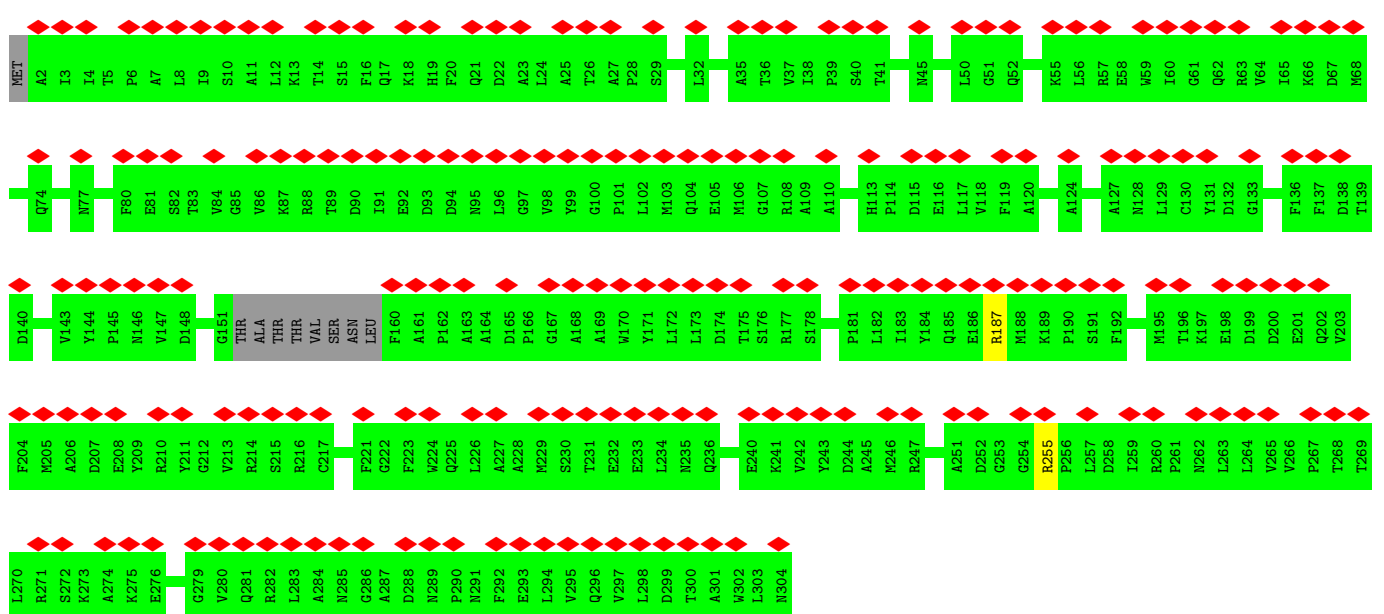 MET A2 I3 I4 T5 P6 A7 L8 I9 S10 A11 L12 K13 T14 S15 F16 Q17 K18 H19 F20 Q21 D22 A23 L24 A25 T26 A27 P28 S29 L32 A35 T36 V37 I38 P39 S40 T41 N45 L50 G51 Q52 K55 L56 R57 E58 W59 I60 G61 Q62 R63 V64 I65 K66 D67 M68
Q74 N77 F80 E81 S82 T83 V84 G85 V86 K87 R88 T89 D90 I91 E92 D93 D94 N95 L96 G97 V98 Y99 G100 P101 L102 M103 Q104 E105 M106 G107 R108 A109 A110 H113 P114 D115 E116 L117 V118 F119 A120 A124 A127 N128 L129 C130 Y131 D132 G133 F136 F137 D138 T139
D140 V143 Y144 P145 N146 V147 D148 G151 THR ALA THR THR VAL SER ASN LEU F160 A161 P162 A163 A164 D165 P166 G167 A168 A169 W170 Y171 L172 L173 D174 T175 S176 R177 S178 P181 L182 I183 Y184 Q185 E186 R187 M188 K189 P190 S191 F192 M195 T196 K197 E198 D199 D200 E201 Q202 V203
F204 M205 A206 D207 E208 Y209 R210 Y211 G212 V213 R214 S215 R216 C217 F221 G222 F223 W224 Q225 L226 A227 A228 M229 S230 T231 E232 E233 L234 N235 Q236 E240 K241 V242 Y243 D244 A245 M246 R247 A251 D252 G253 G254 R255 P256 L257 D258 I259 R260 P261 N262 L263 L264 V265 V266 P267 T268 T269
L270 R271 S272 K273 A274 K275 E276 G279 V280 Q281 R282 L283 A284 N285 G286 A287 D288 N289 P290 N291 F292 E293 L294 V295 Q296 V297 L298 D299 T300 A301 W302 L303 N304